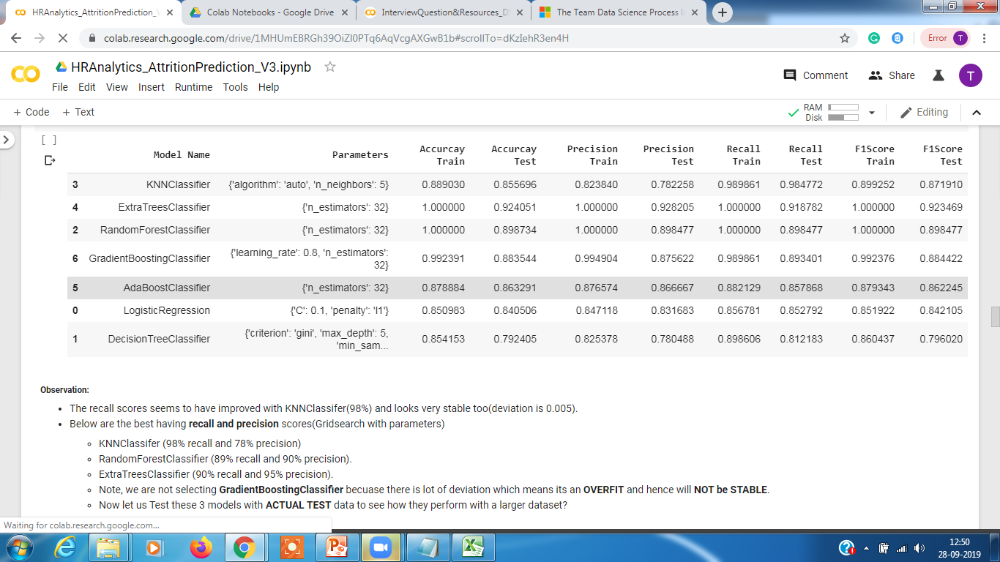 HRAnalytics_AttritionPrediction_V
Colab Notebooks - Google Drive
InterviewQuestion&Resources_DS
The Team Data Science Process li
colab.research.google.com/drive/1MHUmEBRGh39OiZl0PTq6AqVcgAXGwB1b#scrollTo=dKzIehR3en4H
Error T
HRAnalytics_AttritionPrediction_V3.ipynb
Comment Share T
File Edit View Insert Runtime Tools Help
+ Code + Text
RAM
Disk
Editing
[ ]
Model Name Parameters Accurcay Train Accurcay Test Precision Train Precision Test Recall Train Recall Test F1Score Train F1Score Test
3 KNNClassifier {'algorithm': 'auto', 'n_neighbors': 5} 0.889030 0.855696 0.823840 0.782258 0.989861 0.984772 0.899252 0.871910
4 ExtraTreesClassifier {'n_estimators': 32} 1.000000 0.924051 1.000000 0.928205 1.000000 0.918782 1.000000 0.923469
2 RandomForestClassifier {'n_estimators': 32} 1.000000 0.898734 1.000000 0.898477 1.000000 0.898477 1.000000 0.898477
6 GradientBoostingClassifier {'learning_rate': 0.8, 'n_estimators': 32} 0.992391 0.883544 0.994904 0.875622 0.989861 0.893401 0.992376 0.884422
5 AdaBoostClassifier {'n_estimators': 32} 0.878884 0.863291 0.876574 0.866667 0.882129 0.857868 0.879343 0.862245
0 LogisticRegression {'C': 0.1, 'penalty': 'l1'} 0.850983 0.840506 0.847118 0.831683 0.856781 0.852792 0.851922 0.842105
1 DecisionTreeClassifier {'criterion': 'gini', 'max_depth': 5, 'min_sam... 0.854153 0.792405 0.825378 0.780488 0.898606 0.812183 0.860437 0.796020
Observation:
• The recall scores seems to have improved with KNNClassifer(98%) and looks very stable too(deviation is 0.005).
• Below are the best having recall and precision scores(Gridsearch with parameters)
◦ KNNClassifer (98% recall and 78% precision)
◦ RandomForestClassifier (89% recall and 90% precision).
◦ ExtraTreesClassifier (90% recall and 95% precision).
◦ Note, we are not selecting GradientBoostingClassifier becuase there is lot of deviation which means its an OVERFIT and hence will NOT be STABLE.
◦ Now let us Test these 3 models with ACTUAL TEST data to see how they perform with a larger dataset?
Waiting for colab.research.google.com...
12:50
28-09-2019